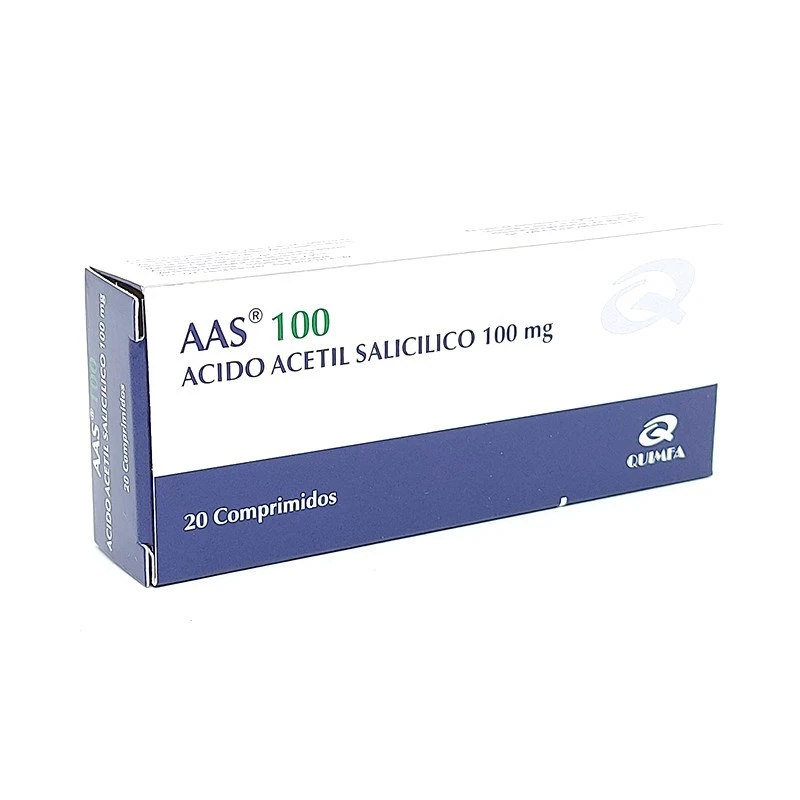 AAS® 100
ACIDO ACETIL SALICILICO 100 mg
20 Comprimidos
QUIMFA
AAS® 100
ACIDO ACETIL SALICILICO 100 mg
20 Comprimidos